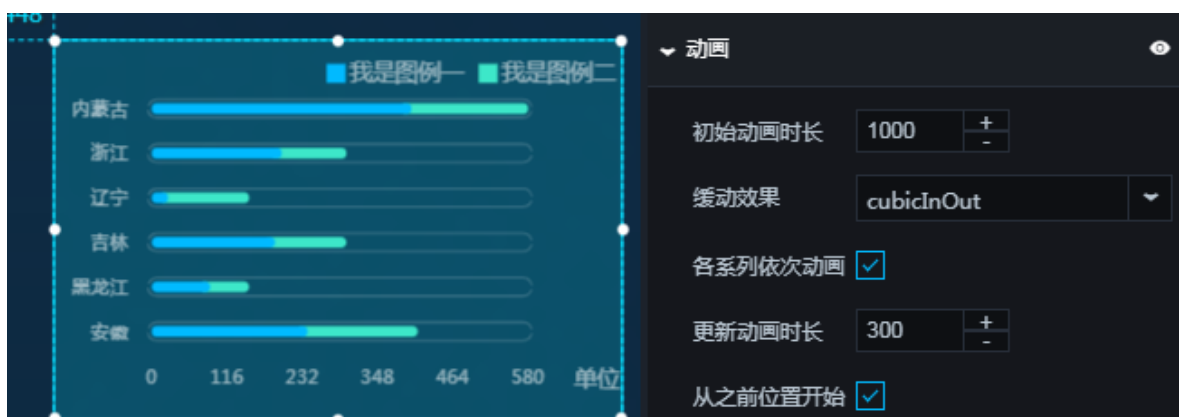 448
我是图例一 我是图例二
内蒙古
浙江
辽宁
吉林
黑龙江
安徽
0 116 232 348 464 580 单位
动画
初始动画时长 1000 + -
缓动效果 cubicInOut
各系列依次动画
更新动画时长 300 + -
从之前位置开始